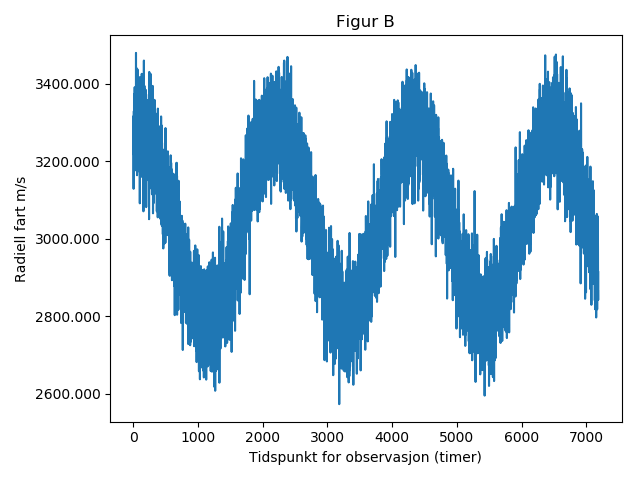 Figur B
3400.000
3200.000
3000.000
2800.000
2600.000
Radiell fart m/s
0 1000 2000 3000 4000 5000 6000 7000
Tidspunkt for observasjon (timer)